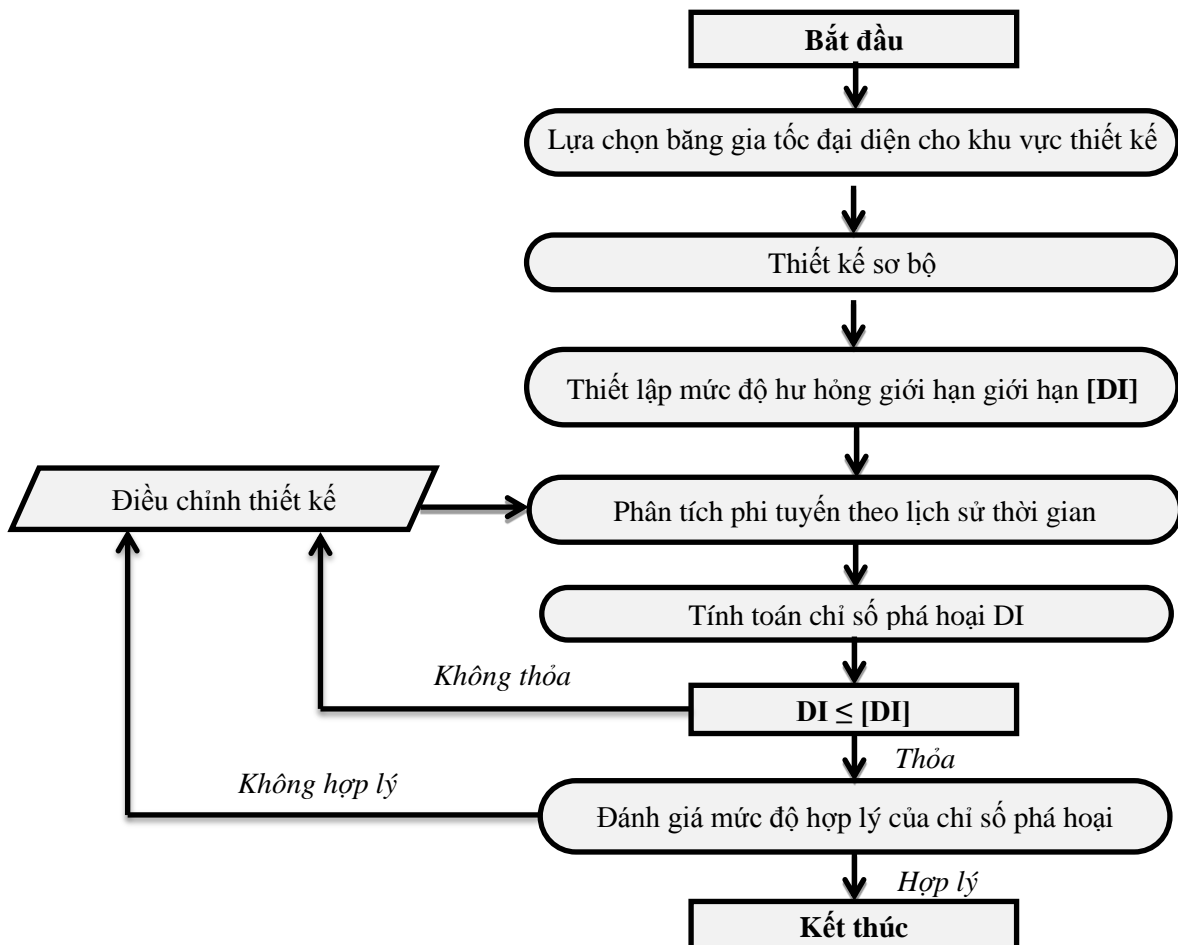 Bắt đầu
Lựa chọn băng gia tốc đại diện cho khu vực thiết kế
Thiết kế sơ bộ
Thiết lập mức độ hư hỏng giới hạn giới hạn [DI]
Điều chỉnh thiết kế
Phân tích phi tuyến theo lịch sử thời gian
Tính toán chỉ số phá hoại DI
Không thỏa
DI ≤ [DI]
Thỏa
Không hợp lý
Đánh giá mức độ hợp lý của chỉ số phá hoại
Hợp lý
Kết thúc